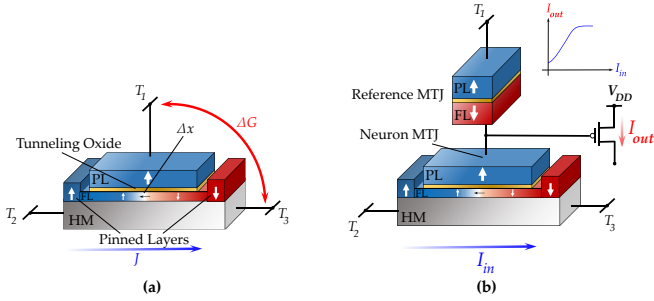 T1
ΔG
Δx
Tunneling Oxide
PL
FL
T2
HM
T3
Pinned Layers
J
(a)
T1
Iout
Iin
PL
Reference MTJ
FL
VDD
Neuron MTJ
Iout
PL
FL
T2
HM
T3
Iin
(b)